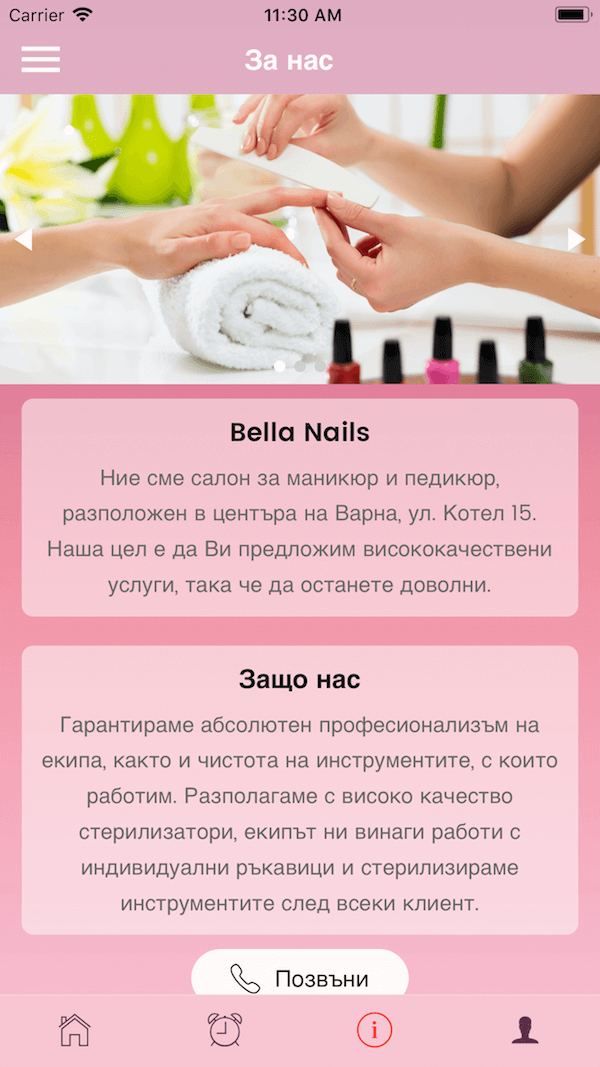 Carrier 11:30 AM
За нас
Bella Nails
Ние сме салон за маникюр и педикюр,
разположен в центъра на Варна, ул. Котел 15.
Наша цел е да Ви предложим висококачествени
услуги, така че да останете доволни.
Защо нас
Гарантираме абсолютен професионализъм на
екипа, както и чистота на инструментите, с които
работим. Разполагаме с високо качество
стерилизатори, екипът ни винаги работи с
индивидуални ръкавици и стерилизираме
инструментите след всеки клиент.
Позвъни